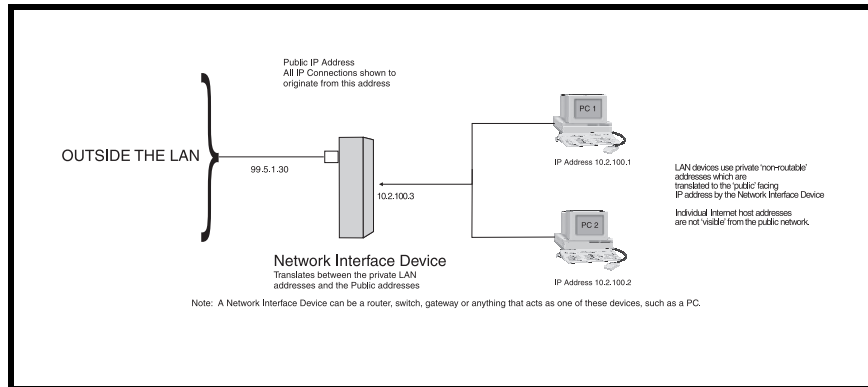 Public IP Address
All IP Connections shown to
originate from this address
OUTSIDE THE LAN
99.5.1.30
10.2.100.3
PC 1
IP Address 10.2.100.1
PC 2
IP Address 10.2.100.2
LAN devices use private 'non-routable'
addresses which are
translated to the 'public' facing
IP address by the Network Interface Device
Individual Internet host addresses
are not 'visible' from the public network.
Network Interface Device
Translates between the private LAN
addresses and the Public addresses
Note: A Network Interface Device can be a router, switch, gateway or anything that acts as one of these devices, such as a PC.